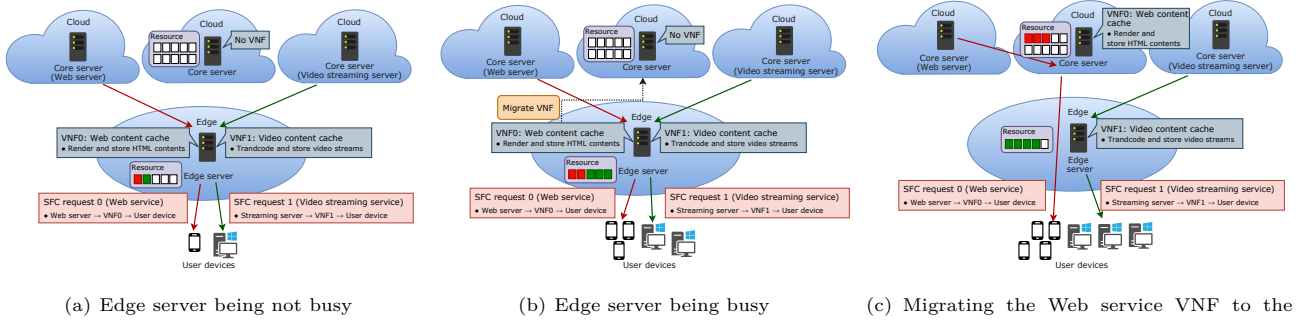 Cloud
Cloud
Cloud
Resource
No VNF
Core server
(Web server)
Core server
Core server
(Video streaming server)
Edge
VNF0: Web content cache
• Render and store HTML contents
VNF1: Video content cache
• Trandcode and store video streams
Resource
Edge server
SFC request 0 (Web service)
• Web server → VNF0 → User device
SFC request 1 (Video streaming service)
• Streaming server → VNF1 → User device
User devices
(a) Edge server being not busy
Cloud
Cloud
Cloud
Resource
No VNF
Core server
(Web server)
Core server
Core server
(Video streaming server)
Migrate VNF
Edge
VNF0: Web content cache
• Render and store HTML contents
VNF1: Video content cache
• Trandcode and store video streams
Resource
Edge server
SFC request 0 (Web service)
• Web server → VNF0 → User device
SFC request 1 (Video streaming service)
• Streaming server → VNF1 → User device
User devices
(b) Edge server being busy
Cloud
Cloud
Cloud
Resource
VNF0: Web content cache
• Render and
store HTML contents
Core server
(Web server)
Core server
Core server
(Video streaming server)
Edge
VNF1: Video content cache
• Trandcode and store video streams
Resource
Edge
server
SFC request 0 (Web service)
• Web server → VNF0 → User device
SFC request 1 (Video streaming service)
• Streaming server → VNF1 → User device
User devices
(c) Migrating the Web service VNF to the